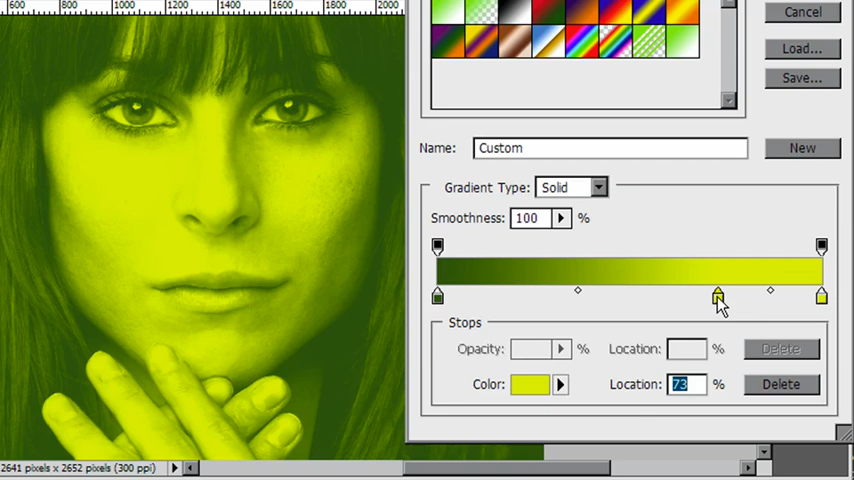 600 800 1000 1200 1400 1600 1800 2000
Cancel
Load...
Save...
Name: Custom New
Gradient Type: Solid
Smoothness: 100 %
Stops
Opacity: % Location: % Delete
Color: Location: 73 % Delete
2641 pixels x 2652 pixels (300 ppi)